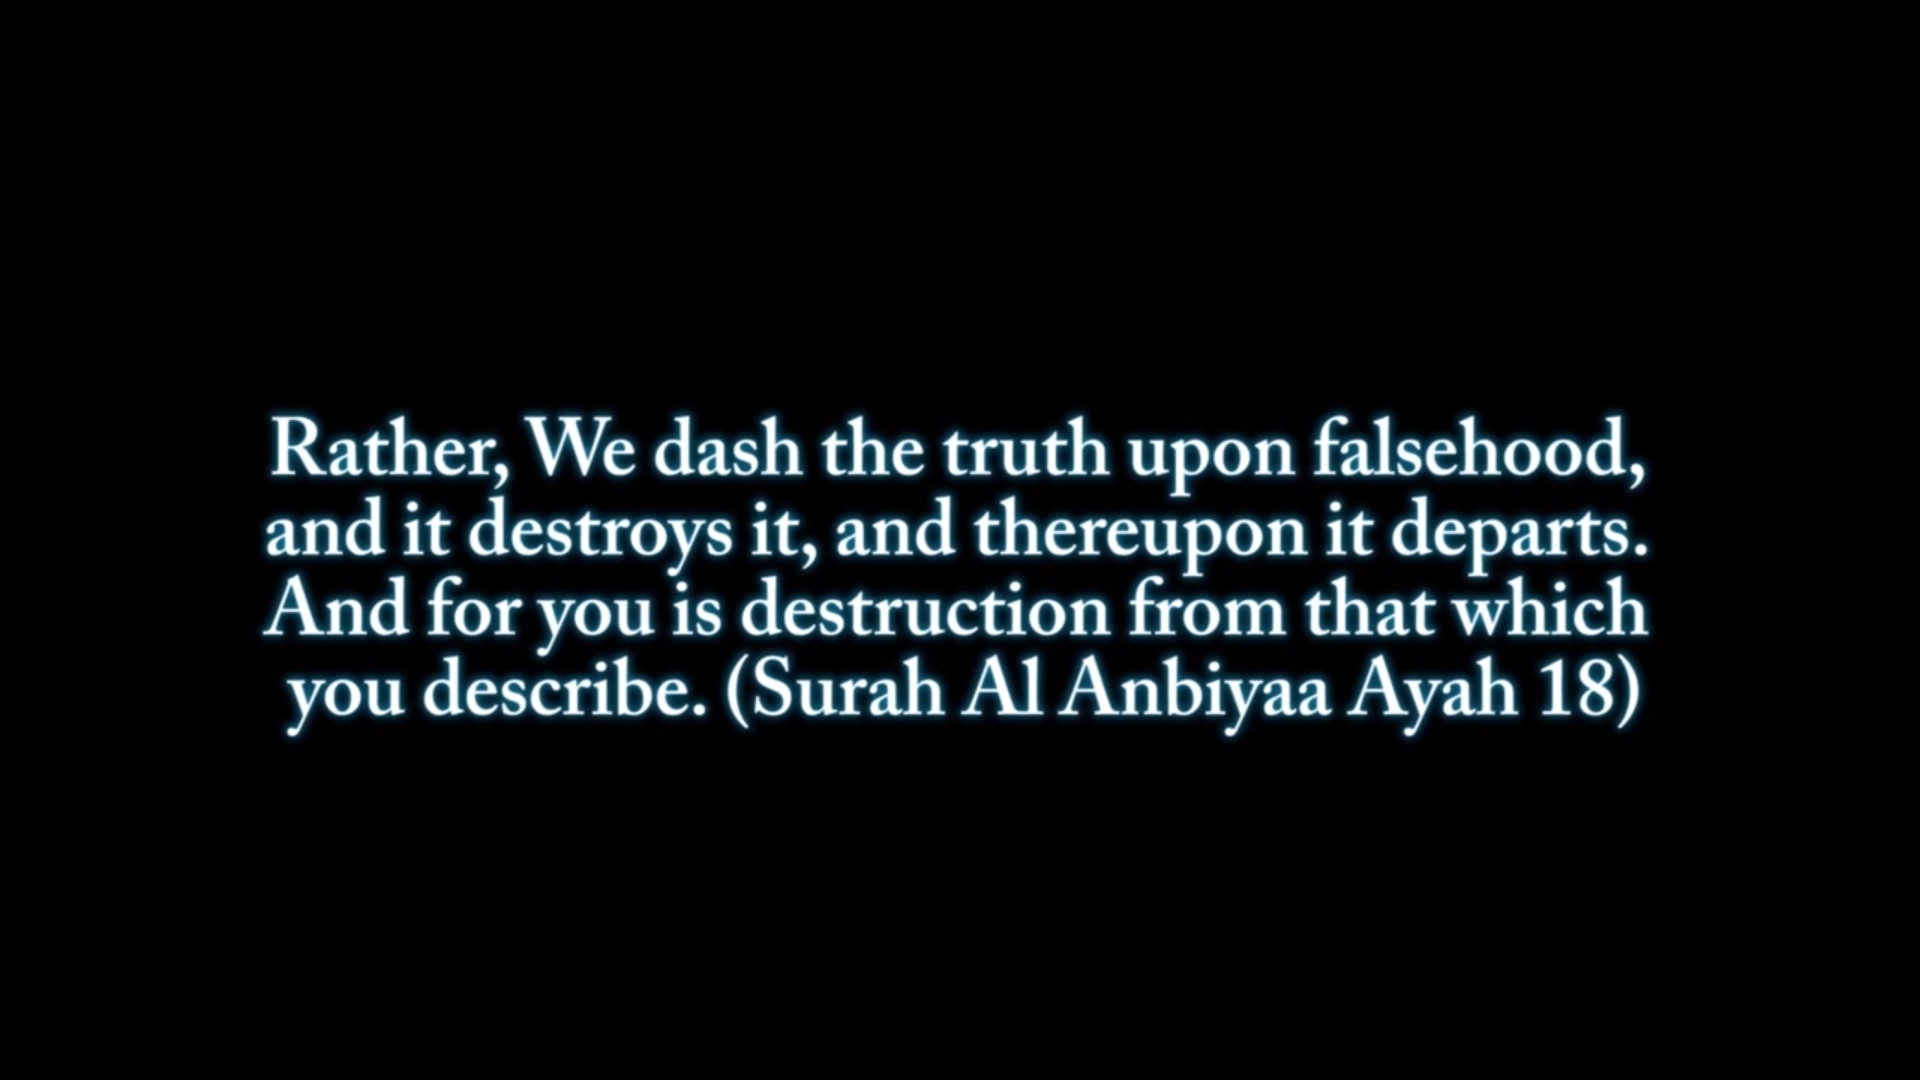 Rather, We dash the truth upon falsehood,
and it destroys it, and thereupon it departs.
And for you is destruction from that which
you describe. (Surah Al Anbiyaa Ayah 18)